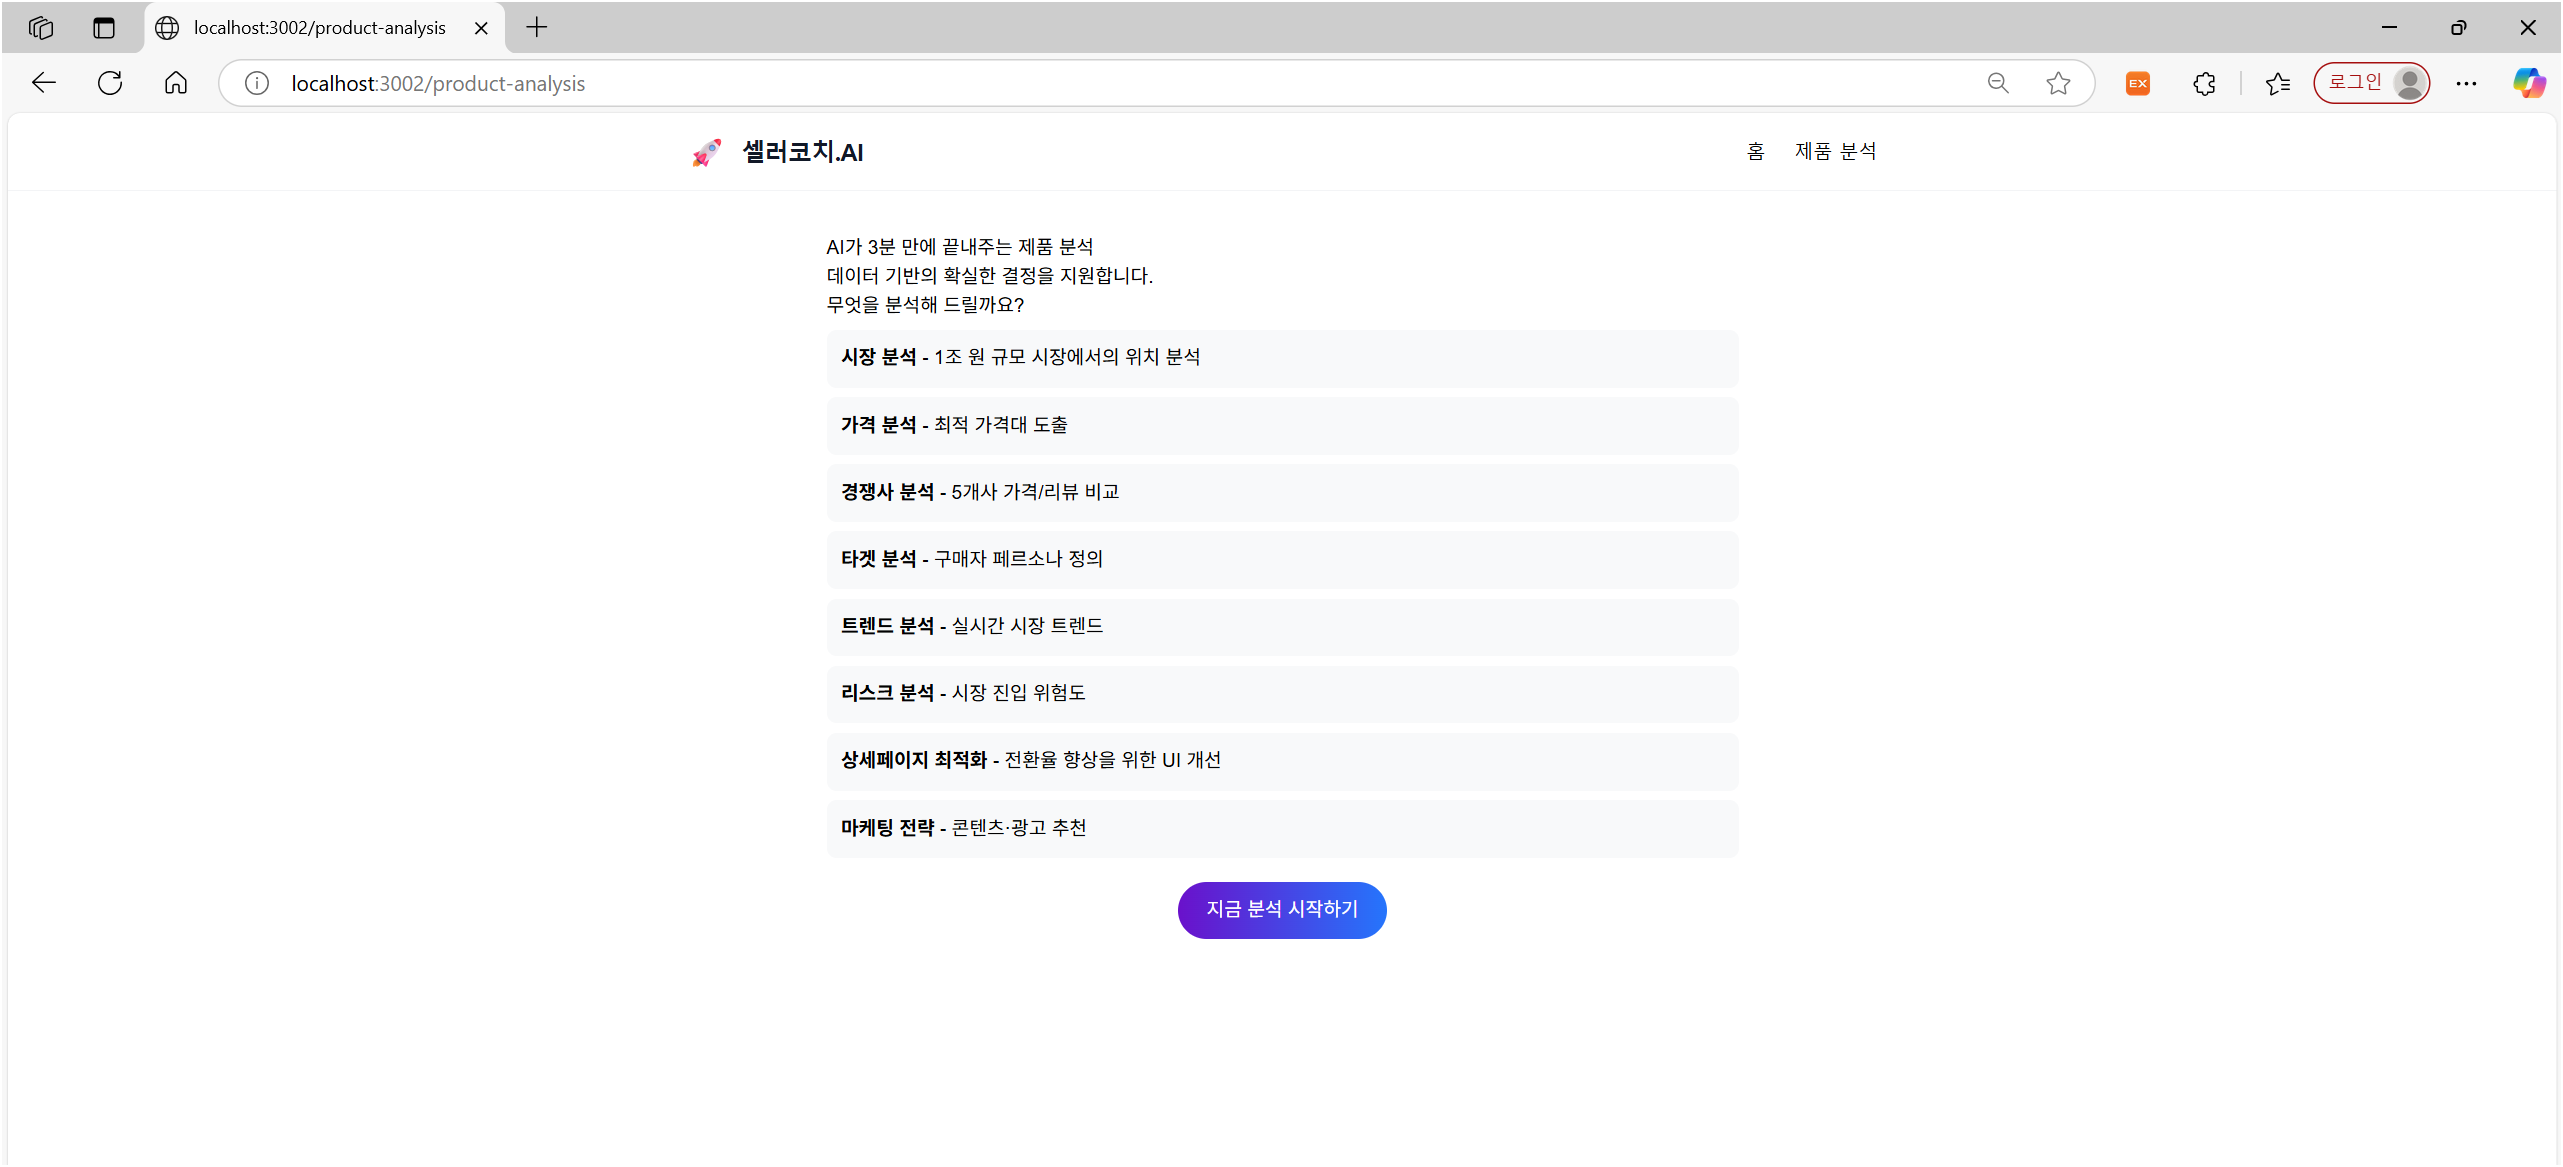 localhost:3002/product-analysis
localhost:3002/product-analysis
EX
로그인
셀러코치.AI
홈
제품 분석
AI가 3분 만에 끝내주는 제품 분석
데이터 기반의 확실한 결정을 지원합니다.
무엇을 분석해 드릴까요?
시장 분석 - 1조 원 규모 시장에서의 위치 분석
가격 분석 - 최적 가격대 도출
경쟁사 분석 - 5개사 가격/리뷰 비교
타겟 분석 - 구매자 페르소나 정의
트렌드 분석 - 실시간 시장 트렌드
리스크 분석 - 시장 진입 위험도
상세페이지 최적화 - 전환율 향상을 위한 UI 개선
마케팅 전략 - 콘텐츠·광고 추천
지금 분석 시작하기